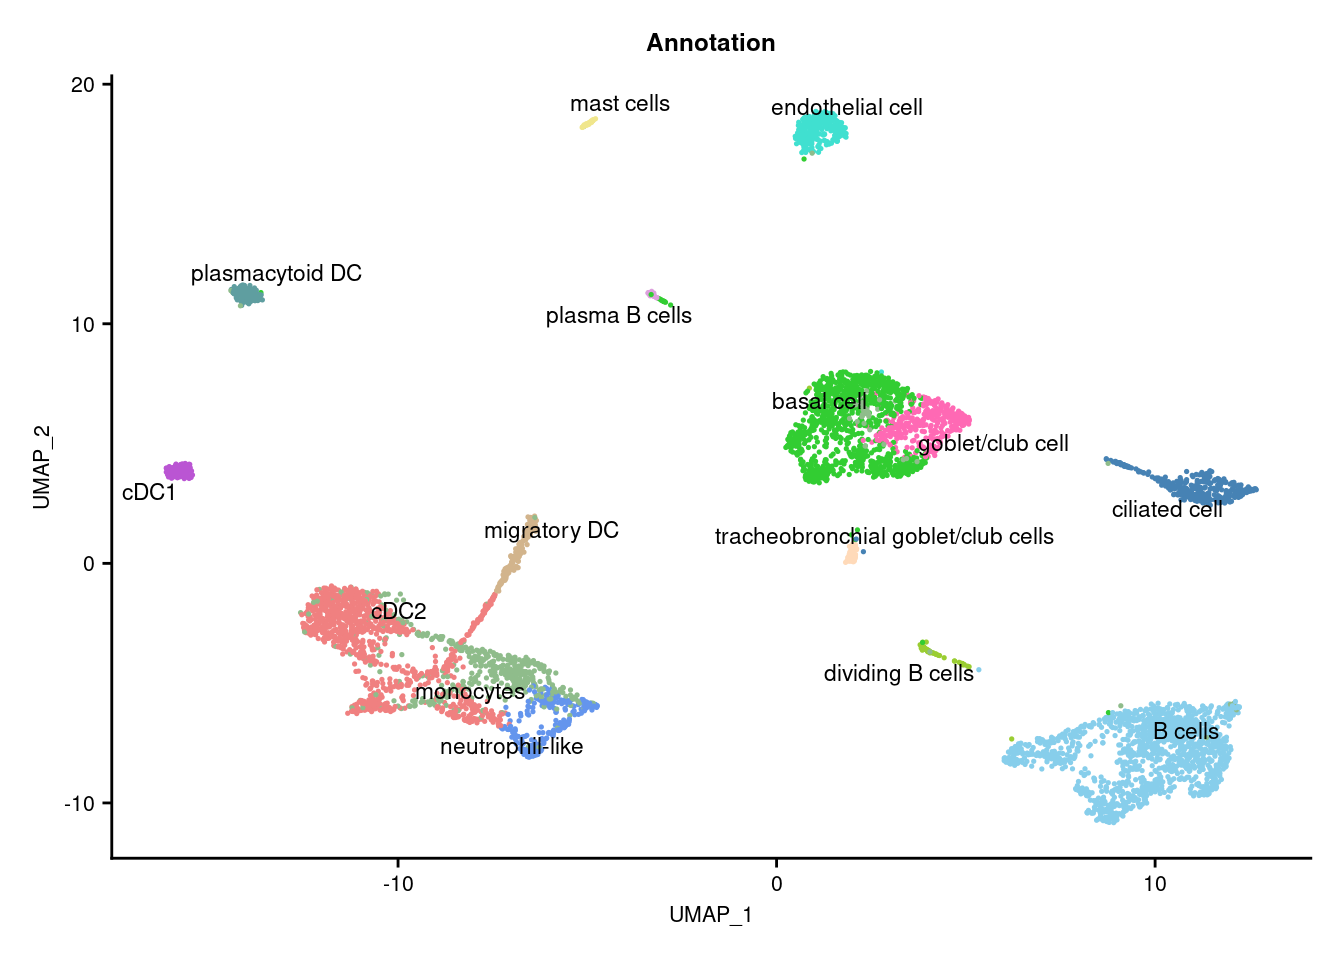 Annotation
20
mast cells
endothelial cell
plasmacytoid DC
plasma B cells
10
basal cell
goblet/club cell
UMAP_2
cDC1
ciliated cell
migratory DC
tracheobronchial goblet/club cells
0
cDC2
dividing B cells
monocytes
B cells
neutrophil-like
-10
-10
0
10
UMAP_1